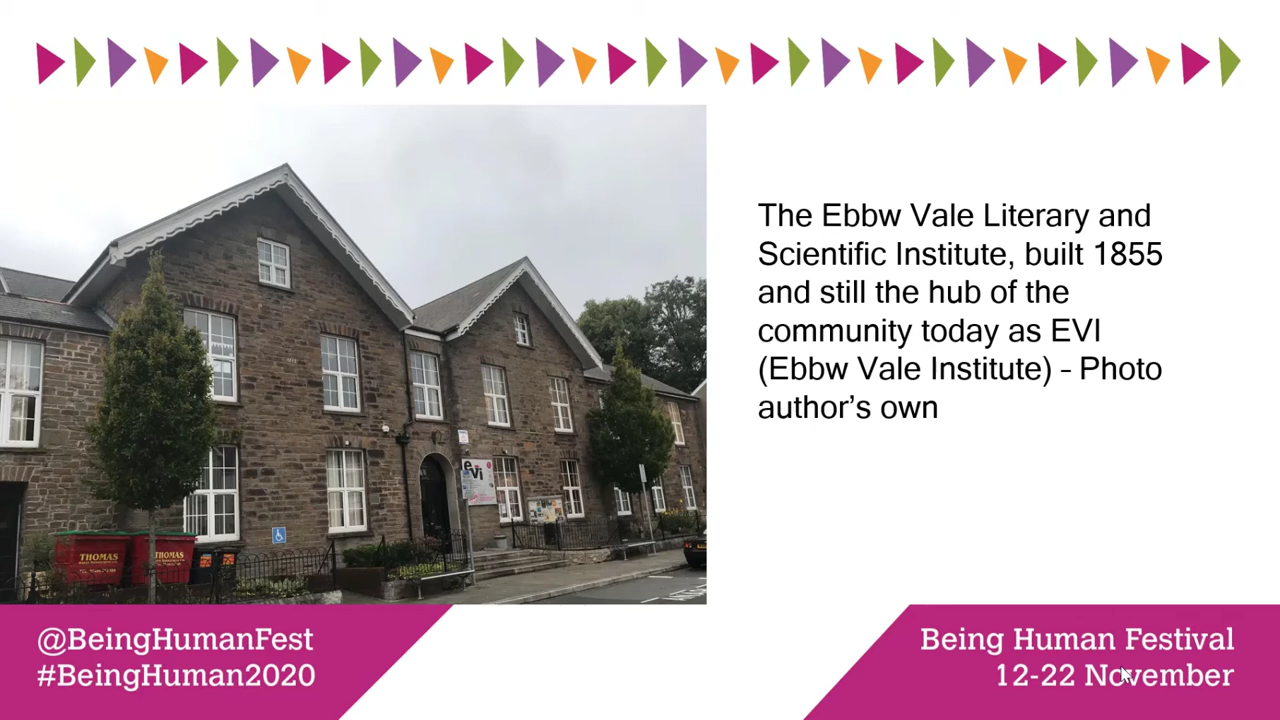 The Ebbw Vale Literary and
Scientific Institute, built 1855
and still the hub of the
community today as EVI
(Ebbw Vale Institute) – Photo
author’s own
evi
THOMAS
THOMAS
@BeingHumanFest
#BeingHuman2020
Being Human Festival
12-22 November